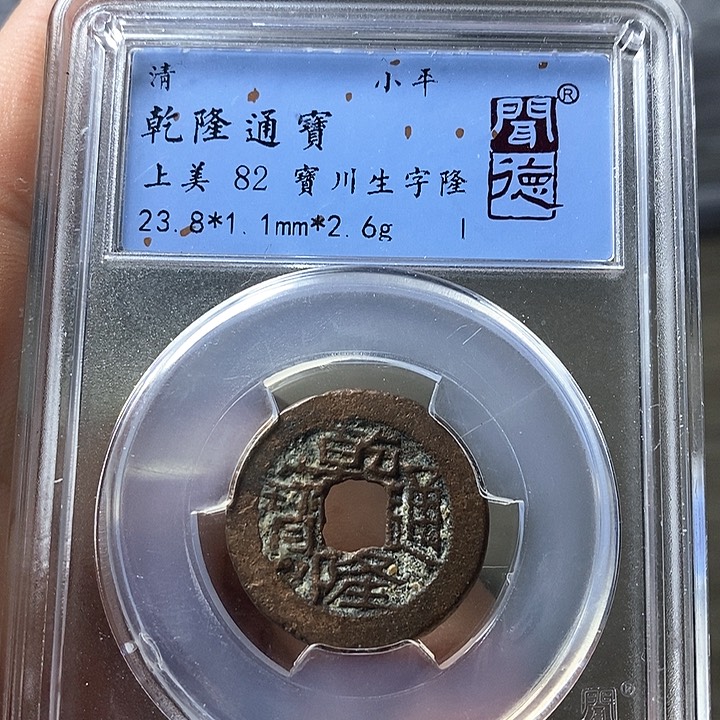 清 小平
乾隆通寶
上美 82 寶川生字隆
23.8*1.1mm*2.6g I
聞德®
乾隆通寶
聞